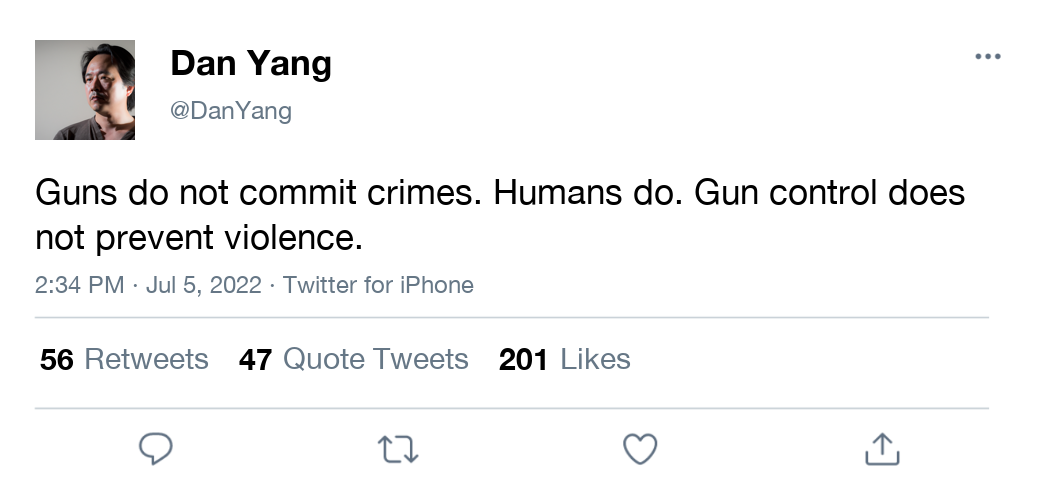 Dan Yang
@DanYang
Guns do not commit crimes. Humans do. Gun control does
not prevent violence.
2:34 PM · Jul 5, 2022 · Twitter for iPhone
56 Retweets 47 Quote Tweets 201 Likes